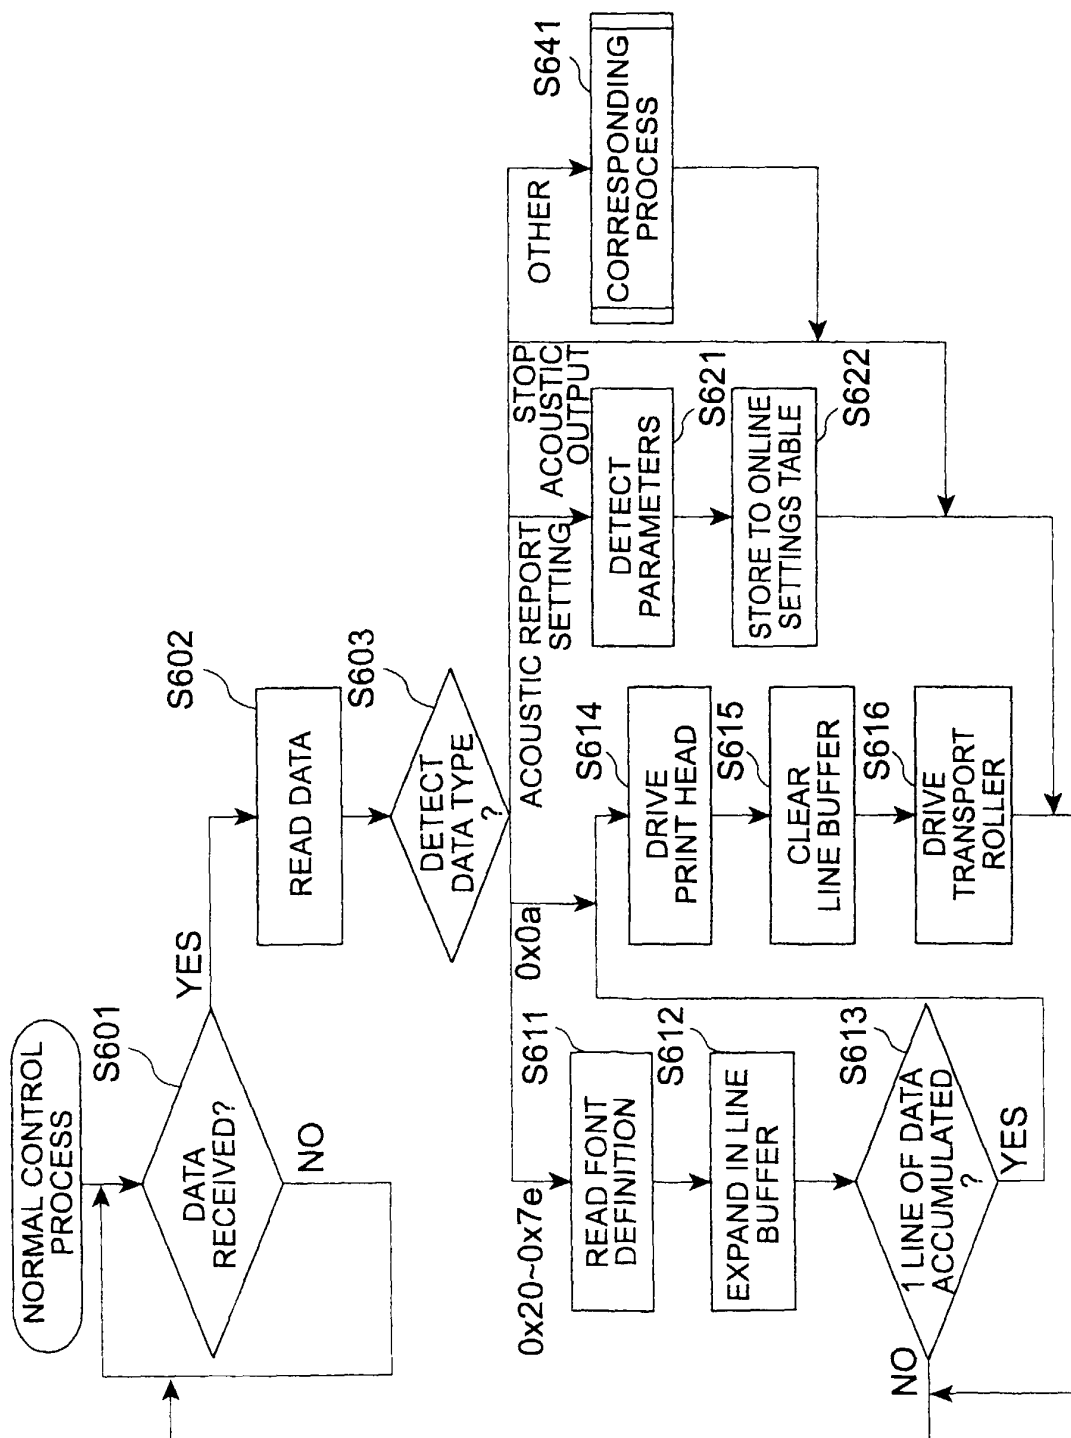 NORMAL CONTROL
PROCESS
S601
DATA
RECEIVED?
YES
NO
S602
READ DATA
S603
DETECT
DATA TYPE
?
0x20~0x7e
0x0a
ACOUSTIC REPORT
SETTING
STOP
ACOUSTIC
OUTPUT
OTHER
S611
READ FONT
DEFINITION
S612
EXPAND IN LINE
BUFFER
S613
1 LINE OF DATA
ACCUMULATED
?
NO
YES
S614
DRIVE
PRINT HEAD
S615
CLEAR
LINE BUFFER
S616
DRIVE
TRANSPORT
ROLLER
S621
DETECT
PARAMETERS
S622
STORE TO ONLINE
SETTINGS TABLE
S641
CORRESPONDING
PROCESS